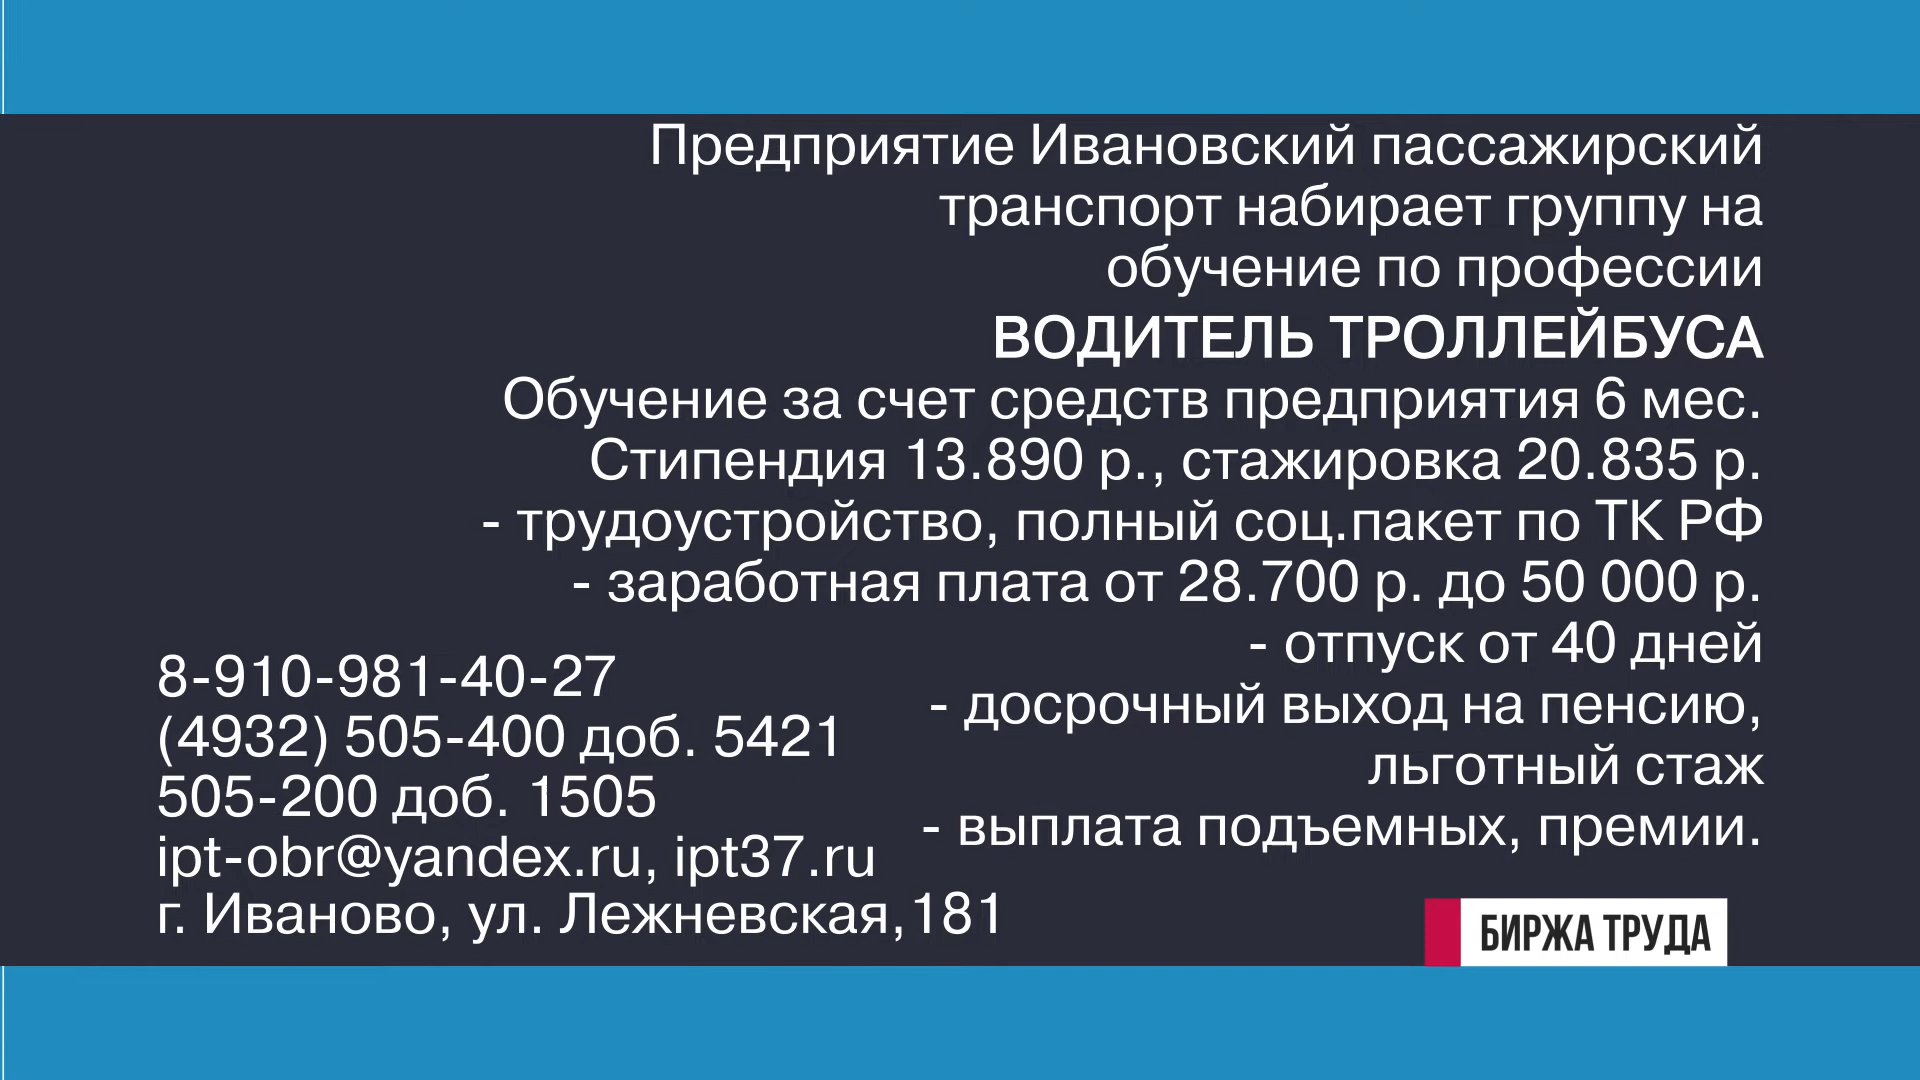 Предприятие Ивановский пассажирский
транспорт набирает группу на
обучение по профессии
ВОДИТЕЛЬ ТРОЛЛЕЙБУСА
Обучение за счет средств предприятия 6 мес.
Стипендия 13.890 р., стажировка 20.835 р.
- трудоустройство, полный соц.пакет по ТК РФ
- заработная плата от 28.700 р. до 50 000 р.
- отпуск от 40 дней
- досрочный выход на пенсию,
льготный стаж
- выплата подъемных, премии.
8-910-981-40-27
(4932) 505-400 доб. 5421
505-200 доб. 1505
ipt-obr@yandex.ru, ipt37.ru
г. Иваново, ул. Лежневская,181
БИРЖА ТРУДА